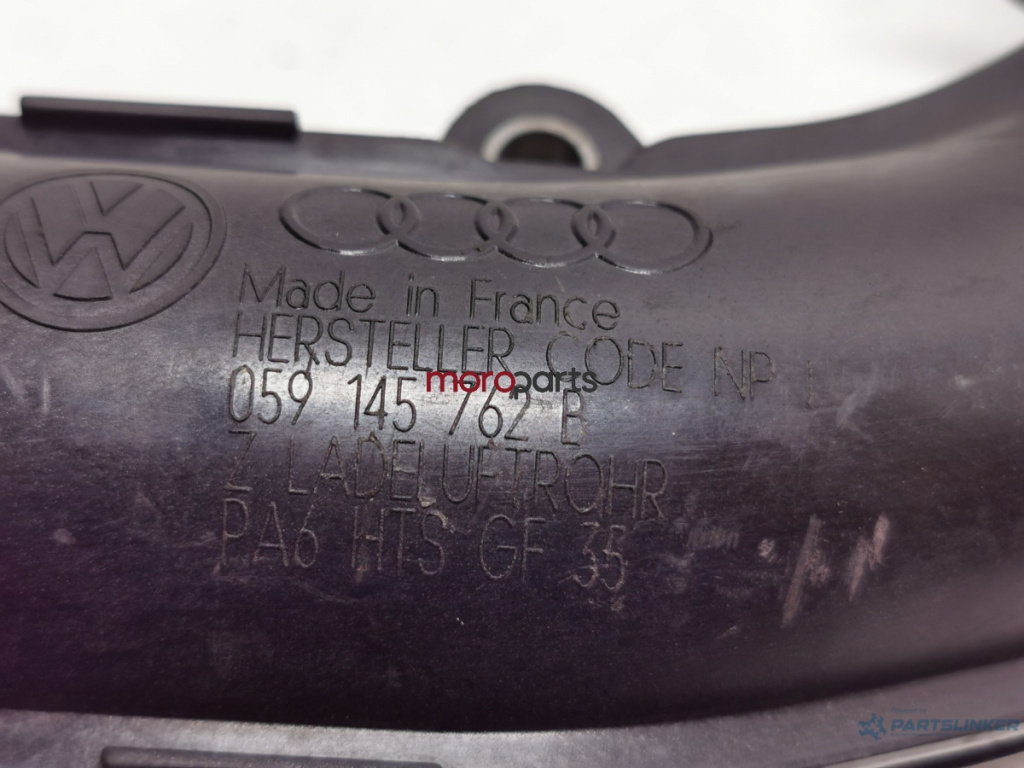 Made in France
HERSTELLER CODE NP
059 145 762 B
moroparts
Z LADELUFTROHR
PA6 HTS GF 35
PARTSLINKER